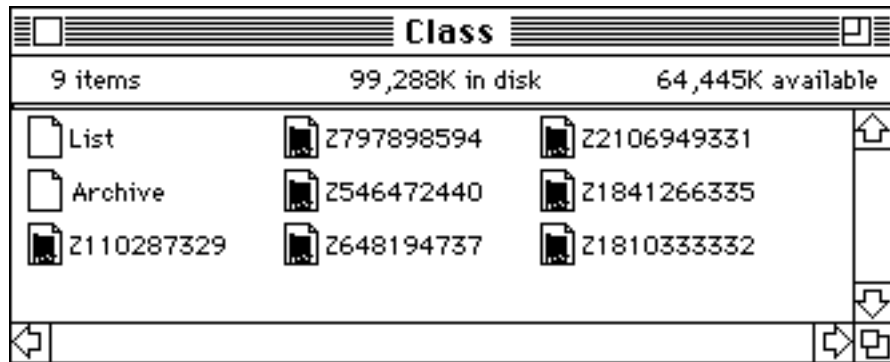 Class
9 items 99,288K in disk 64,445K available
List Z797898594 Z2106949331
Archive Z546472440 Z1841266335
Z110287329 Z648194737 Z1810333332